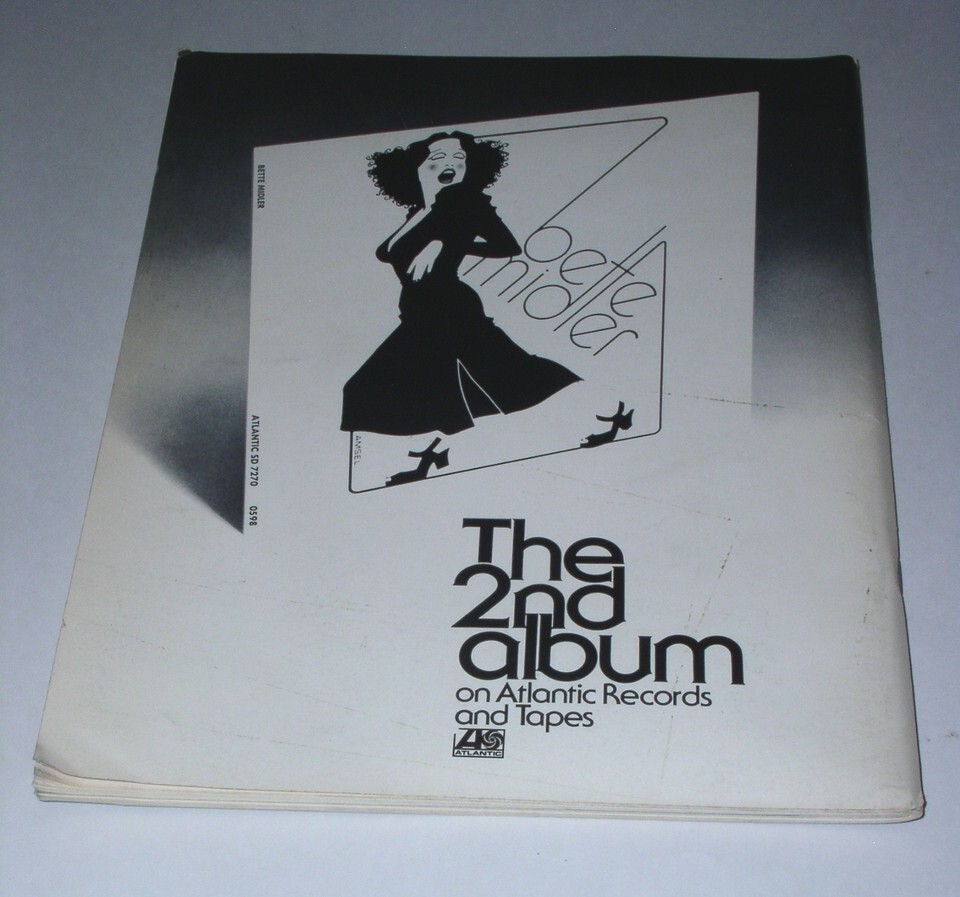 BETTE MIDLER
bette
midler
AMSEL
ATLANTIC SD 7270 0598
The
2nd
album
on Atlantic Records
and Tapes
ATLANTIC